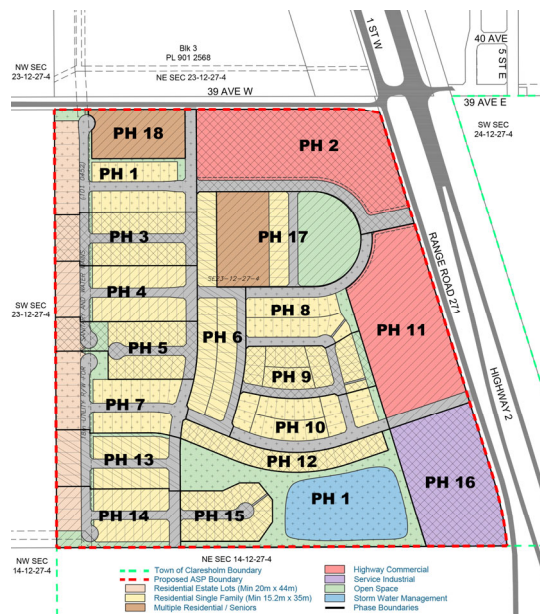 Blk 3
PL 901 2568
NW SEC
23-12-27-4
NE SEC 23-12-27-4
1 ST W
40 AVE
5 ST E
39 AVE W
39 AVE E
SW SEC
24-12-27-4
PH 18
PH 2
PH 1
PH 3
PH 17
SE23-12-27-4
RANGE ROAD 271
PH 4
SW SEC
23-12-27-4
PH 8
PH 6
PH 11
PH 5
PH 9
HIGHWAY 2
PH 7
PH 10
PH 12
PH 13
PH 16
PH 14
PH 15
PH 1
NW SEC
14-12-27-4
NE SEC 14-12-27-4
Town of Claresholm Boundary
Proposed ASP Boundary
Residential Estate Lots (Min 20m x 44m)
Residential Single Family (Min 15.2m x 35m)
Multiple Residential / Seniors
Highway Commercial
Service Industrial
Open Space
Storm Water Management
Phase Boundaries